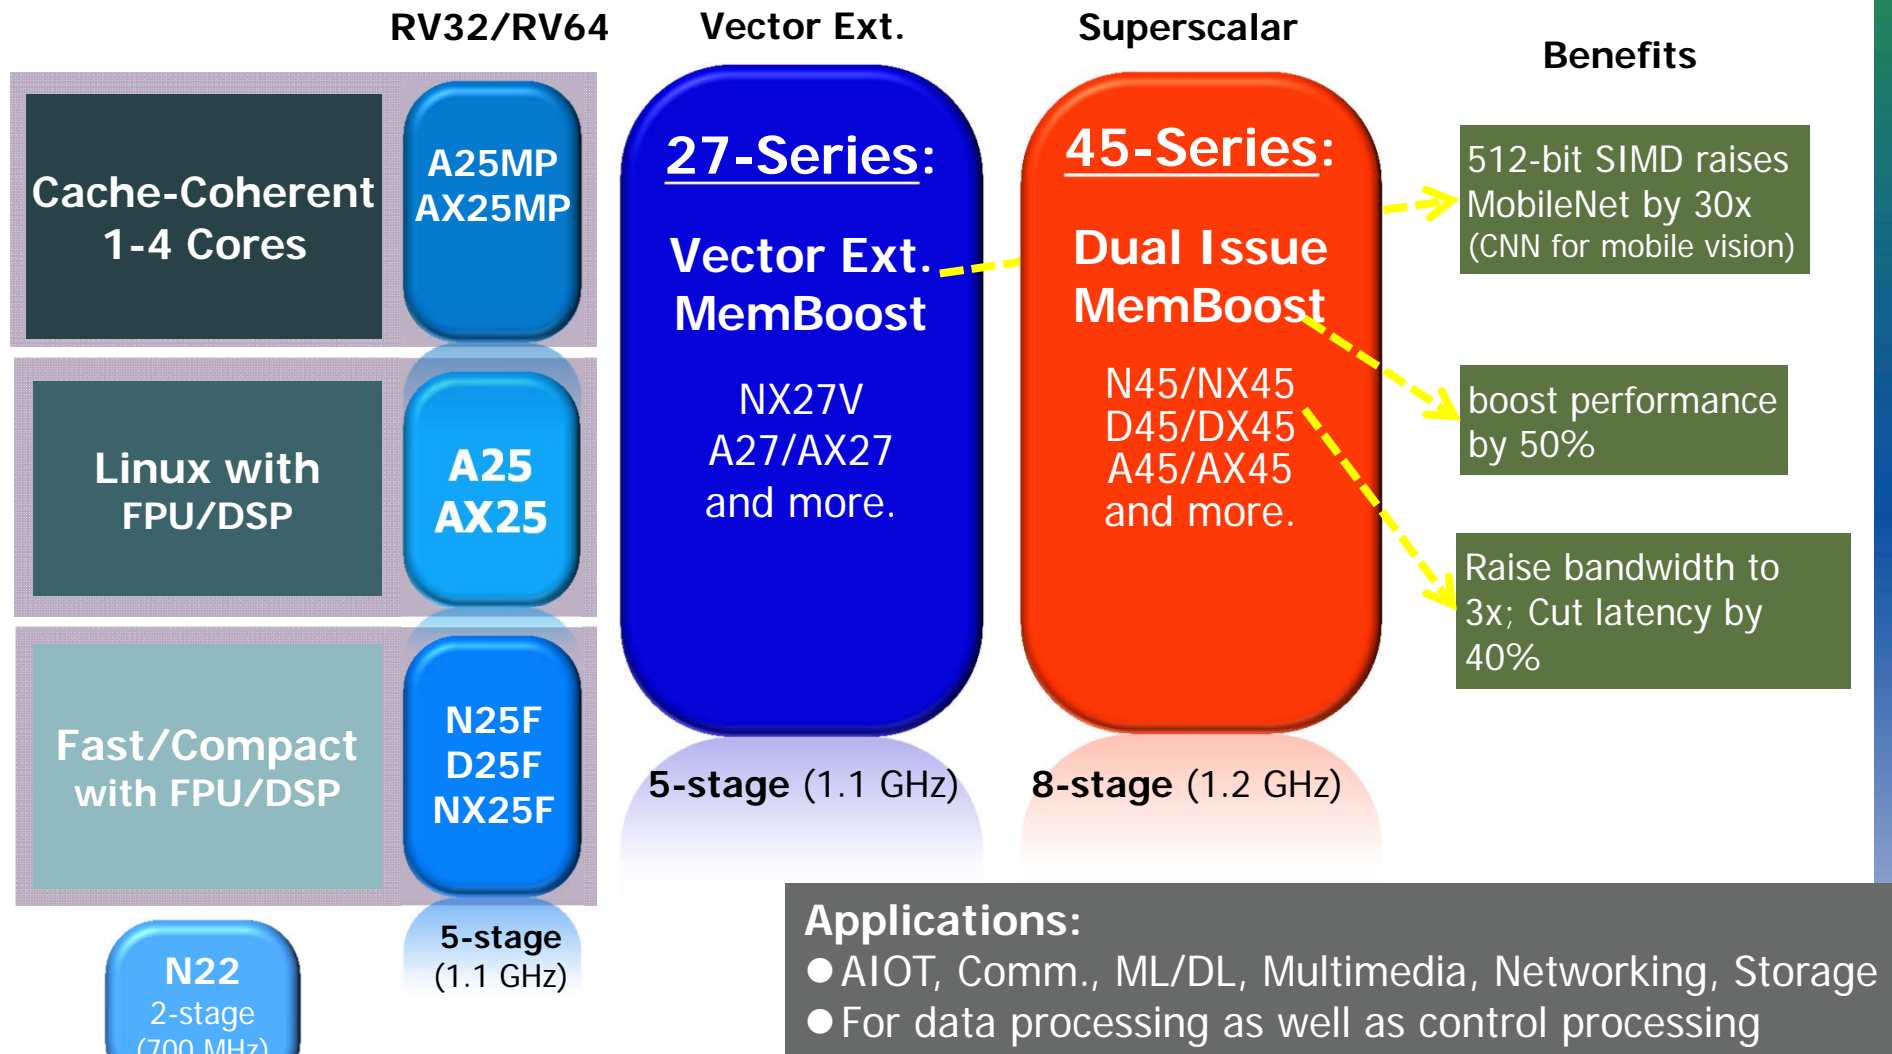 RV32/RV64
Vector Ext.
Superscalar
Benefits
Cache-Coherent
1-4 Cores
A25MP
AX25MP
Linux with
FPU/DSP
A25
AX25
Fast/Compact
with FPU/DSP
N25F
D25F
NX25F
5-stage
(1.1 GHz)
N22
2-stage
(700 MHz)
27-Series:
Vector Ext.
MemBoost
NX27V
A27/AX27
and more.
5-stage (1.1 GHz)
45-Series:
Dual Issue
MemBoost
N45/NX45
D45/DX45
A45/AX45
and more.
8-stage (1.2 GHz)
512-bit SIMD raises
MobileNet by 30x
(CNN for mobile vision)
boost performance
by 50%
Raise bandwidth to
3x; Cut latency by
40%
Applications:
● AIOT, Comm., ML/DL, Multimedia, Networking, Storage
● For data processing as well as control processing